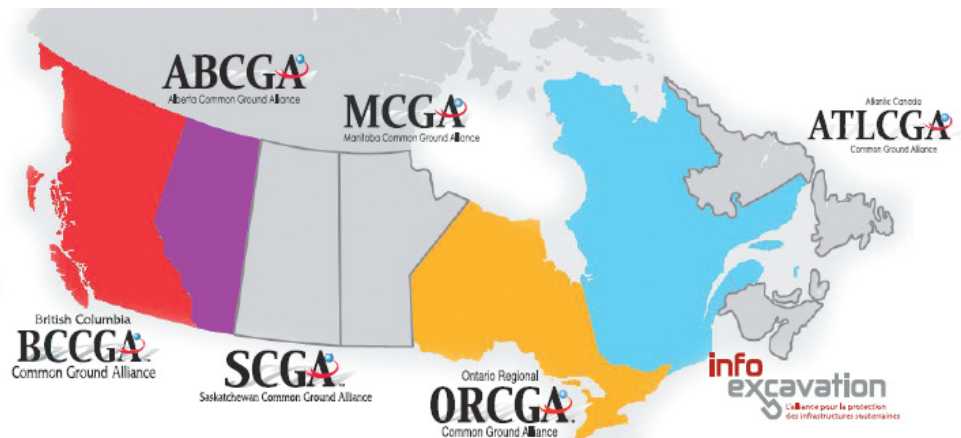 ABCGA
Alberta Common Ground Alliance
MCGA
Manitoba Common Ground Alliance
Atlantic Canada
ATLCGA
Common Ground Alliance
British Columbia
BCCGA
Common Ground Alliance
SCGA
Saskatchewan Common Ground Alliance
Ontario Regional
ORCGA
Common Ground Alliance
info
excavation
L'alliance pour la protection
des infrastructures souterraines